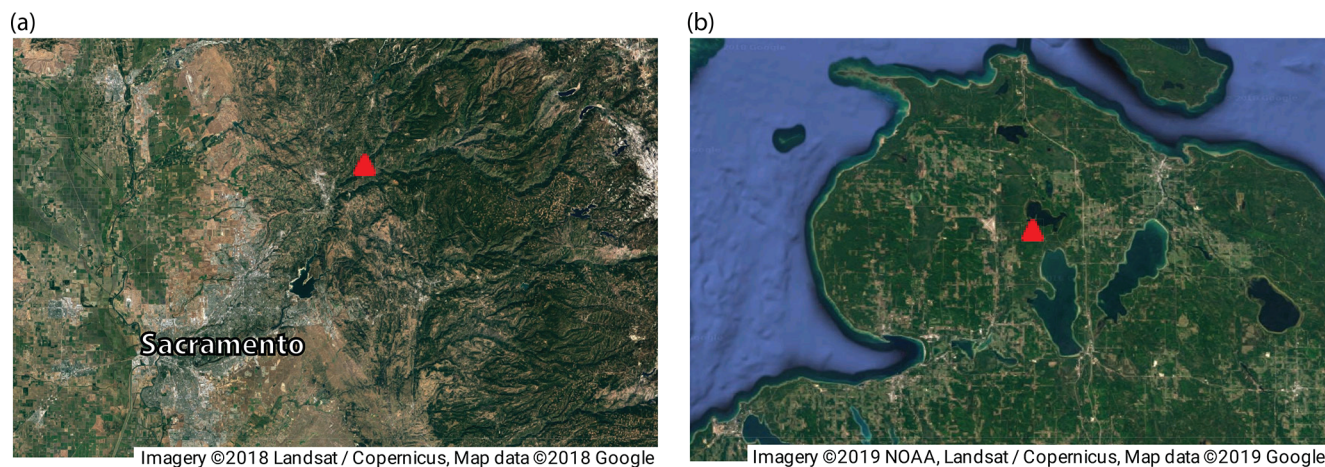 (a)
(b)
Sacramento
Imagery ©2018 Landsat / Copernicus, Map data ©2018 Google
Imagery ©2019 NOAA, Landsat / Copernicus, Map data ©2019 Google